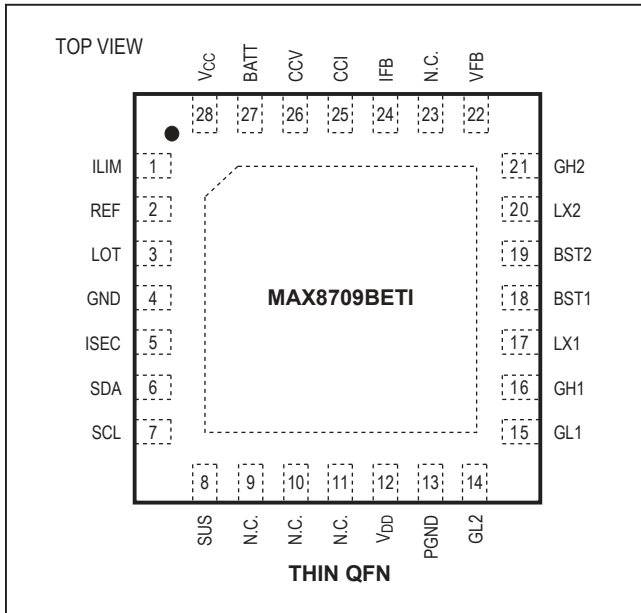 TOP VIEW
VCC
BATT
CCV
CCI
IFB
N.C.
VFB
28
27
26
25
24
23
22
ILIM 1
REF 2
LOT 3
GND 4
ISEC 5
SDA 6
SCL 7
MAX8709BETI
21 GH2
20 LX2
19 BST2
18 BST1
17 LX1
16 GH1
15 GL1
8
9
10
11
12
13
14
SUS
N.C.
N.C.
N.C.
VDD
PGND
GL2
THIN QFN